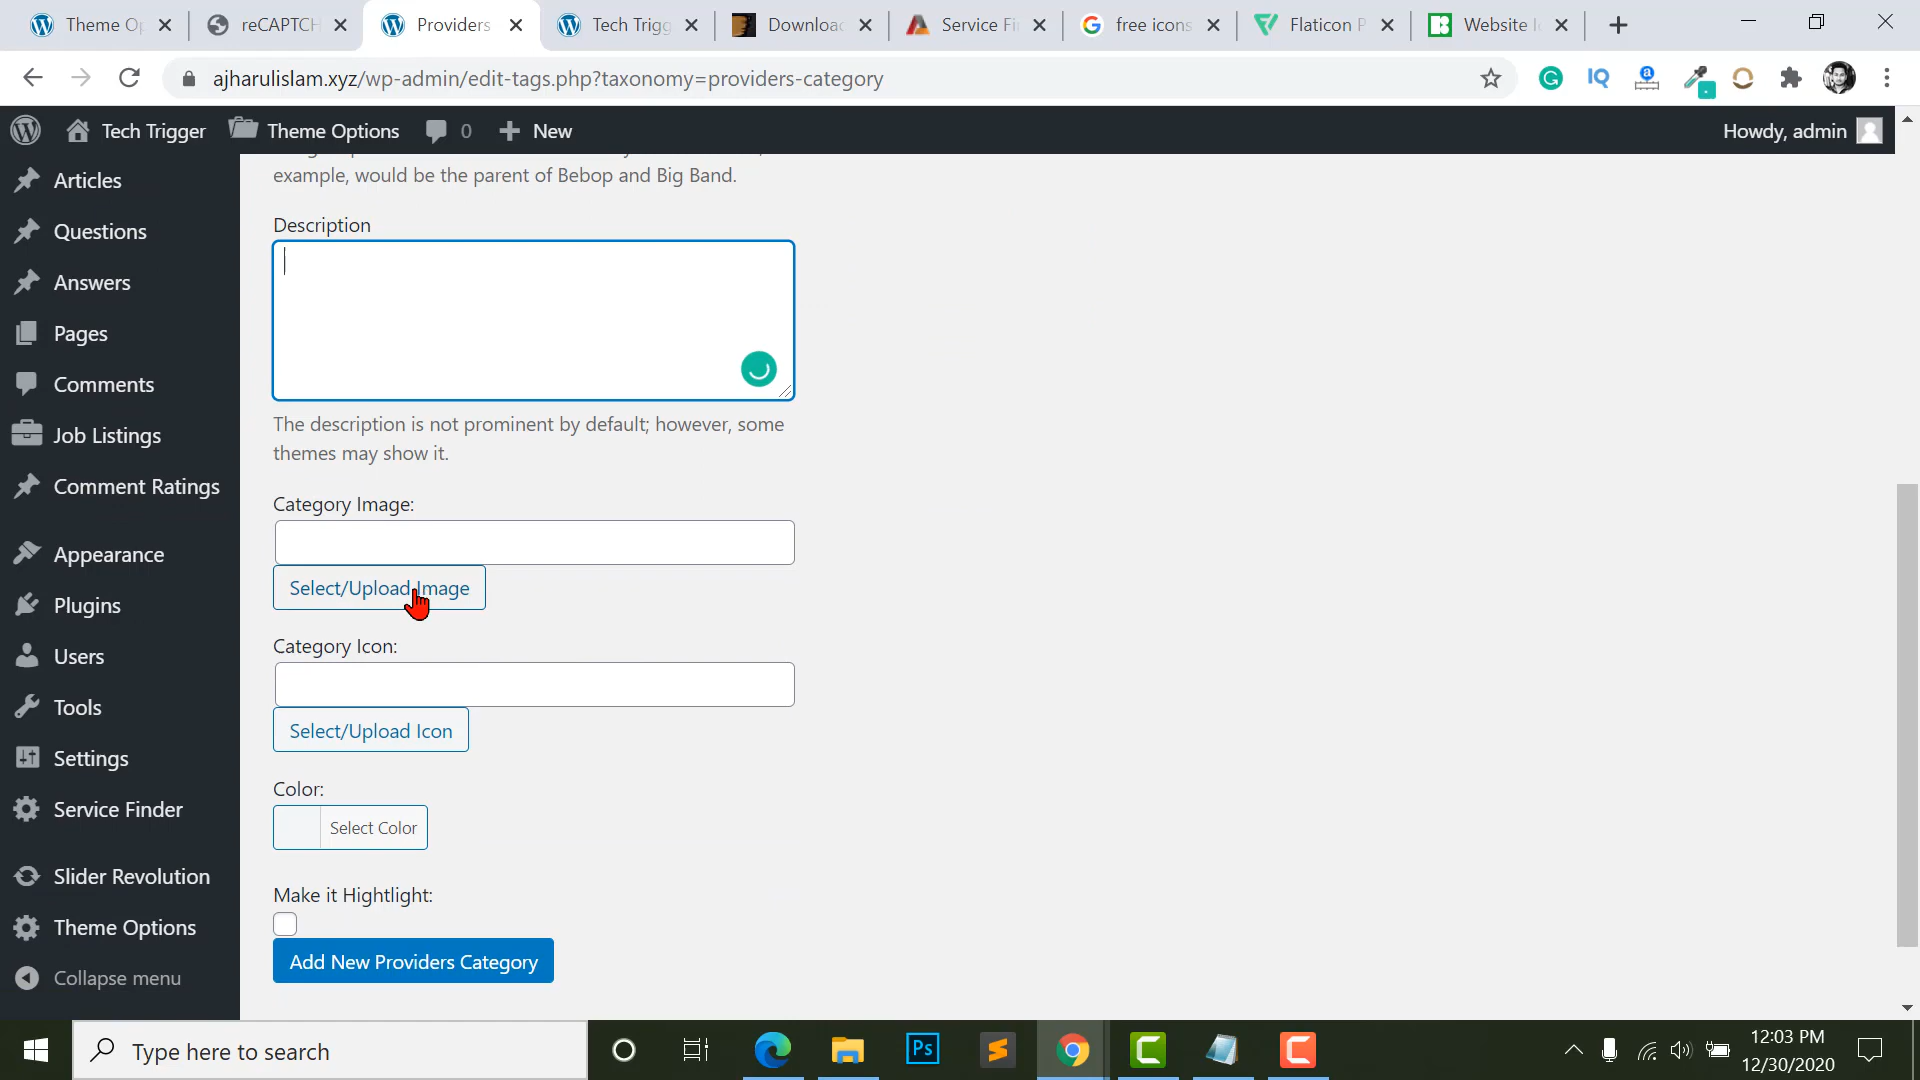 Theme Op
reCAPTCH
Providers
Tech Trigg
Download
Service Fi
free icons
Flaticon P
Website Ic
ajharulislam.xyz/wp-admin/edit-tags.php?taxonomy=providers-category
IQ
Tech Trigger
Theme Options
0
New
Howdy, admin
Articles
Questions
Answers
Pages
Comments
Job Listings
Comment Ratings
Appearance
Plugins
Users
Tools
Settings
Service Finder
Slider Revolution
Theme Options
Collapse menu
example, would be the parent of Bebop and Big Band.
Description
The description is not prominent by default; however, some
themes may show it.
Category Image:
Select/Upload Image
Category Icon:
Select/Upload Icon
Color:
Select Color
Make it Hightlight:
Add New Providers Category
Type here to search
Ps
12:03 PM
12/30/2020